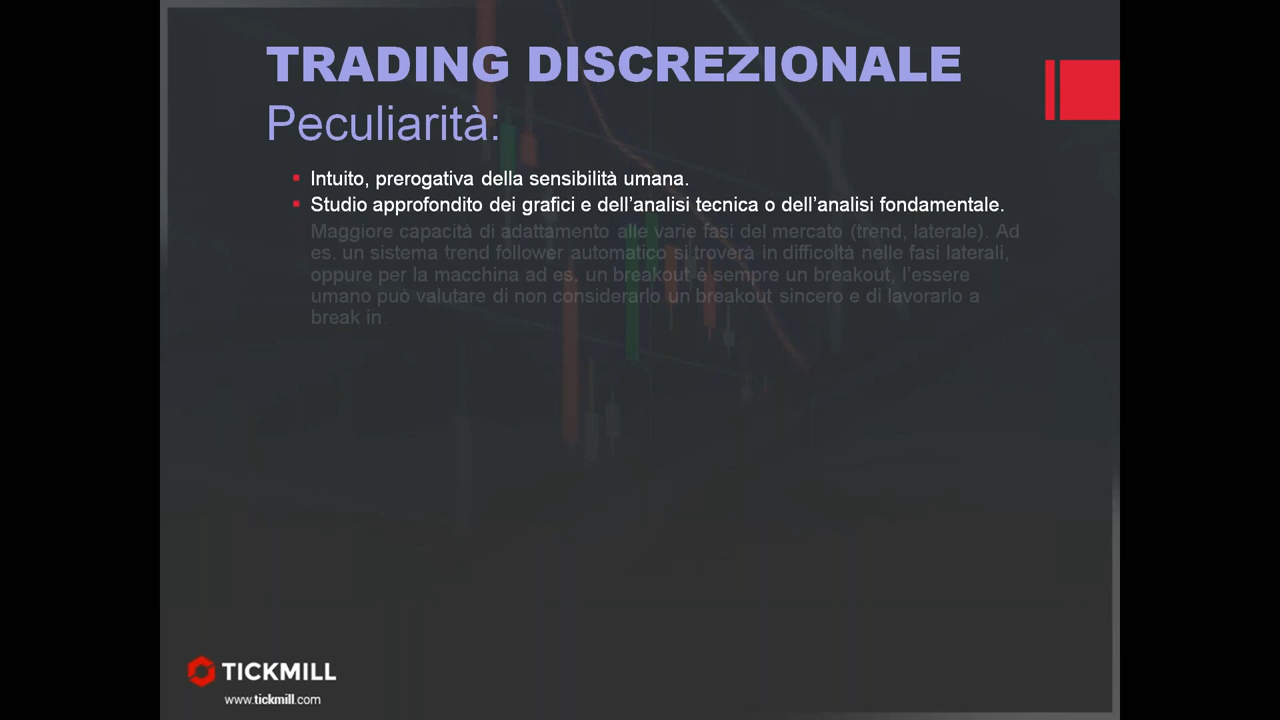 TRADING DISCREZIONALE
Peculiarità:
Intuito, prerogativa della sensibilità umana.
Studio approfondito dei grafici e dell'analisi tecnica o dell'analisi fondamentale.
Maggiore capacità di adattamento alle varie fasi del mercato (trend, laterale). Ad
es. un sistema trend follower automatico si troverà in difficoltà nelle fasi laterali,
oppure per la macchina ad es. un breakout è sempre un breakout, l'essere
umano può valutare di non considerarlo un breakout sincero e di lavorarlo a
break in.
TICKMILL
www.tickmill.com